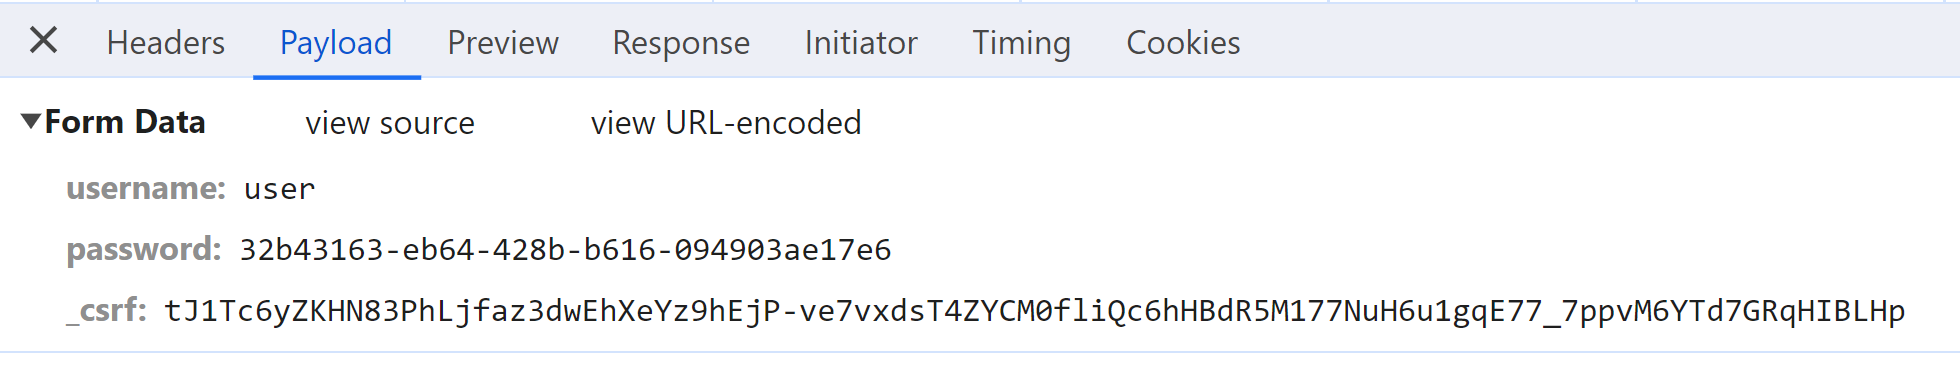 Headers Payload Preview Response Initiator Timing Cookies
Form Data view source view URL-encoded
username: user
password: 32b43163-eb64-428b-b616-094903ae17e6
_csrf: tJ1Tc6yZKHN83PhLjfaz3dwEhXeYz9hEjP-ve7vxdsT4ZYCM0fliQc6hHBdR5M177NuH6u1gqE77_7ppvM6YTd7GRqHIBLHp